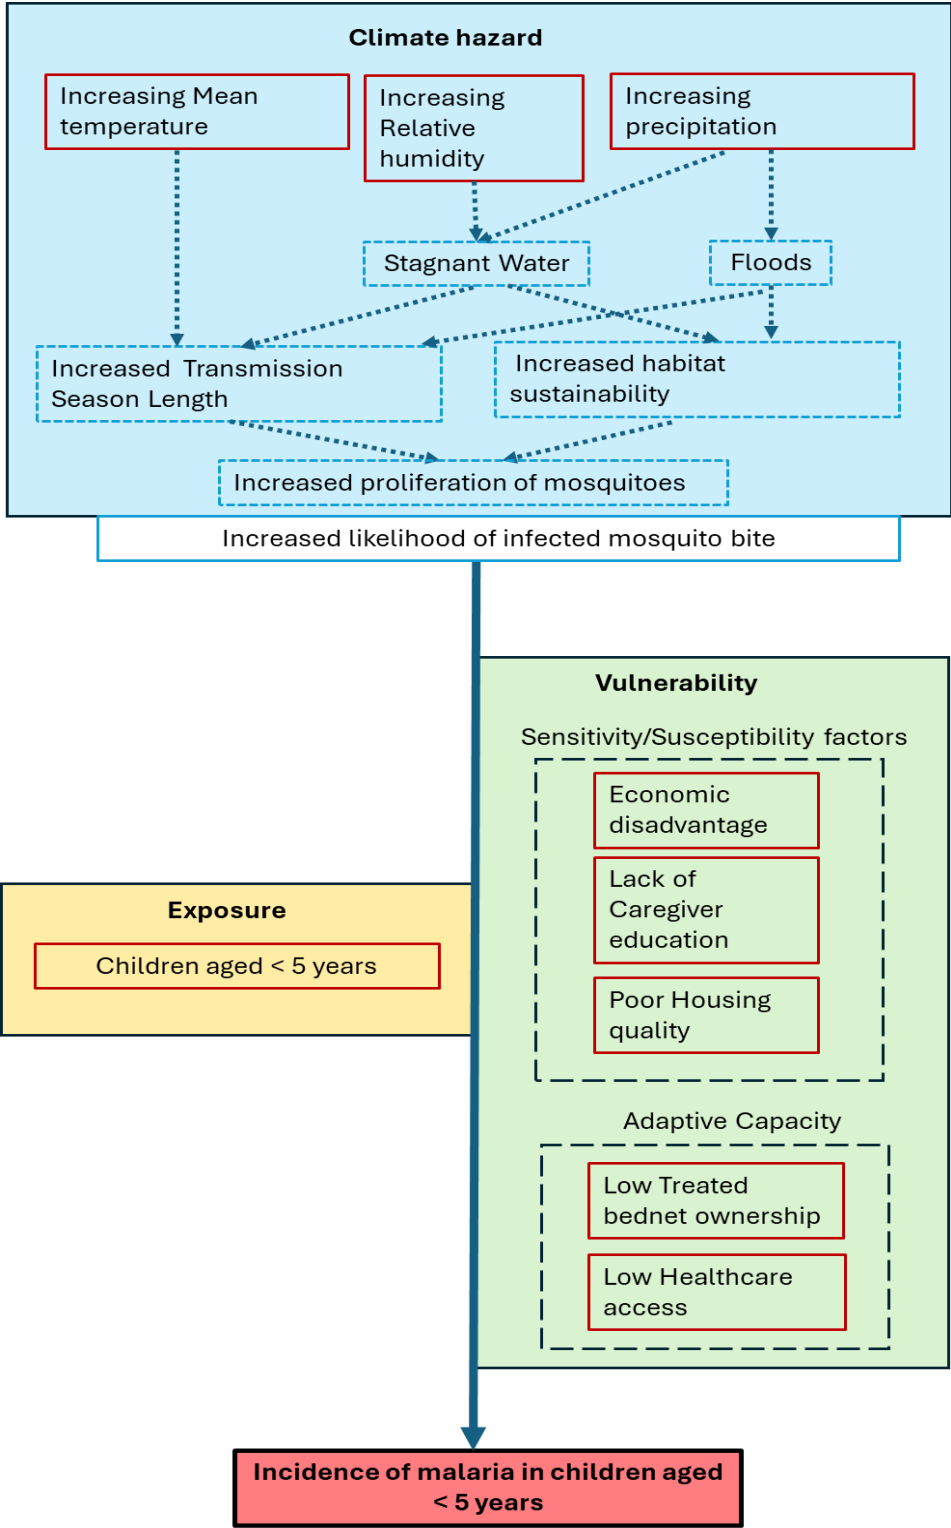 Climate hazard
Increasing Mean
temperature
Increasing
Relative
humidity
Increasing
precipitation
Stagnant Water
Floods
Increased Transmission
Season Length
Increased habitat
sustainability
Increased proliferation of mosquitoes
Increased likelihood of infected mosquito bite
Vulnerability
Sensitivity/Susceptibility factors
Economic
disadvantage
Lack of
Caregiver
education
Poor Housing
quality
Exposure
Children aged < 5 years
Adaptive Capacity
Low Treated
bednet ownership
Low Healthcare
access
Incidence of malaria in children aged
< 5 years